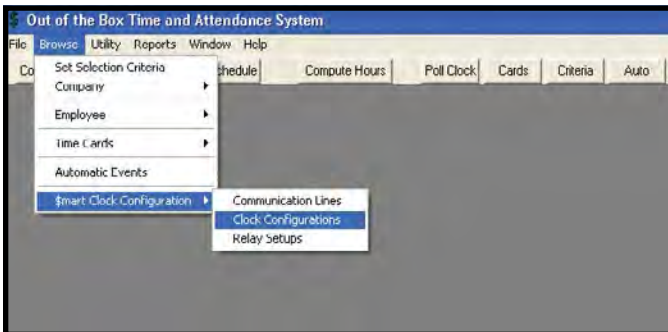 Out of the Box Time and Attendance System
File Browse Utility Reports Window Help
Co chedule Compute Hours Poll Clock Cards Criteria Auto
Set Selection Criteria
Company
Employee
Time Cards
Automatic Events
$mart Clock Configuration
Communication Lines
Clock Configurations
Relay Setups